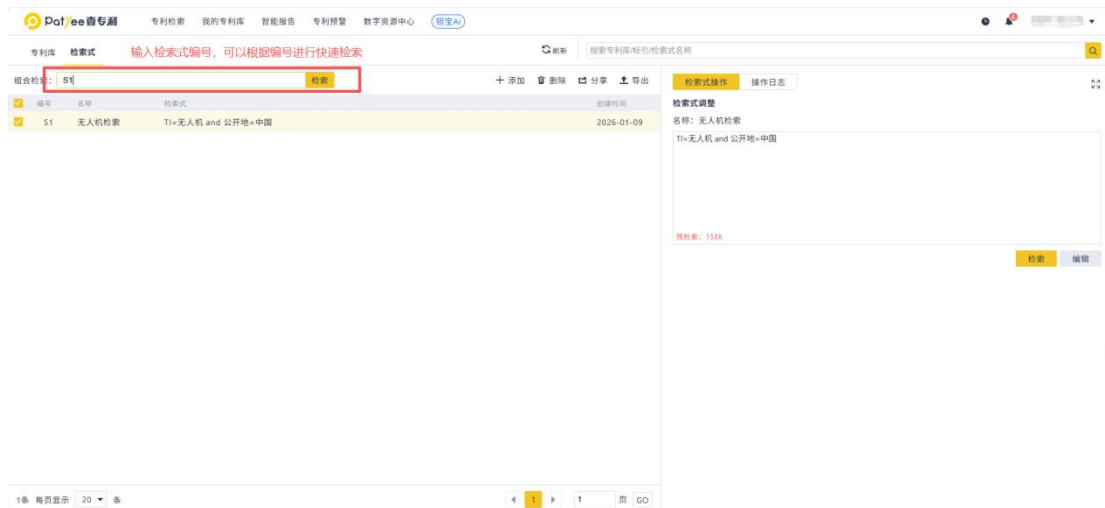 Patyee壹专利 专利检索 我的专利库 智能报告 专利预警 数字资源中心 钳宝Ai
专利库 检索式 输入检索式编号，可以根据编号进行快速检索 刷新 搜索专利库/标引/检索式名称
组合检索： S1 检索 添加 删除 分享 导出 检索式操作 操作日志
编号 名称 检索式 创建时间 检索式调整
S1 无人机检索 TI=无人机 and 公开地=中国 2026-01-09 名称：无人机检索
TI=无人机 and 公开地=中国
预检索：158K
检索 编辑
1条 每页显示 20 条 1 1 页 GO